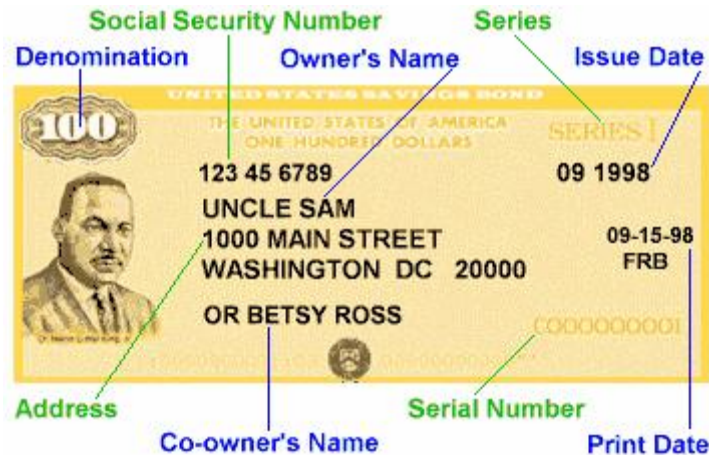 Social Security Number
Series
Denomination
Owner's Name
Issue Date
UNITED STATES SAVINGS BOND
100
THE UNITED STATES OF AMERICA
ONE HUNDRED DOLLARS
SERIES I
123 45 6789
09 1998
UNCLE SAM
1000 MAIN STREET
09-15-98
WASHINGTON DC 20000
FRB
OR BETSY ROSS
C000000000I
Address
Serial Number
Co-owner's Name
Print Date